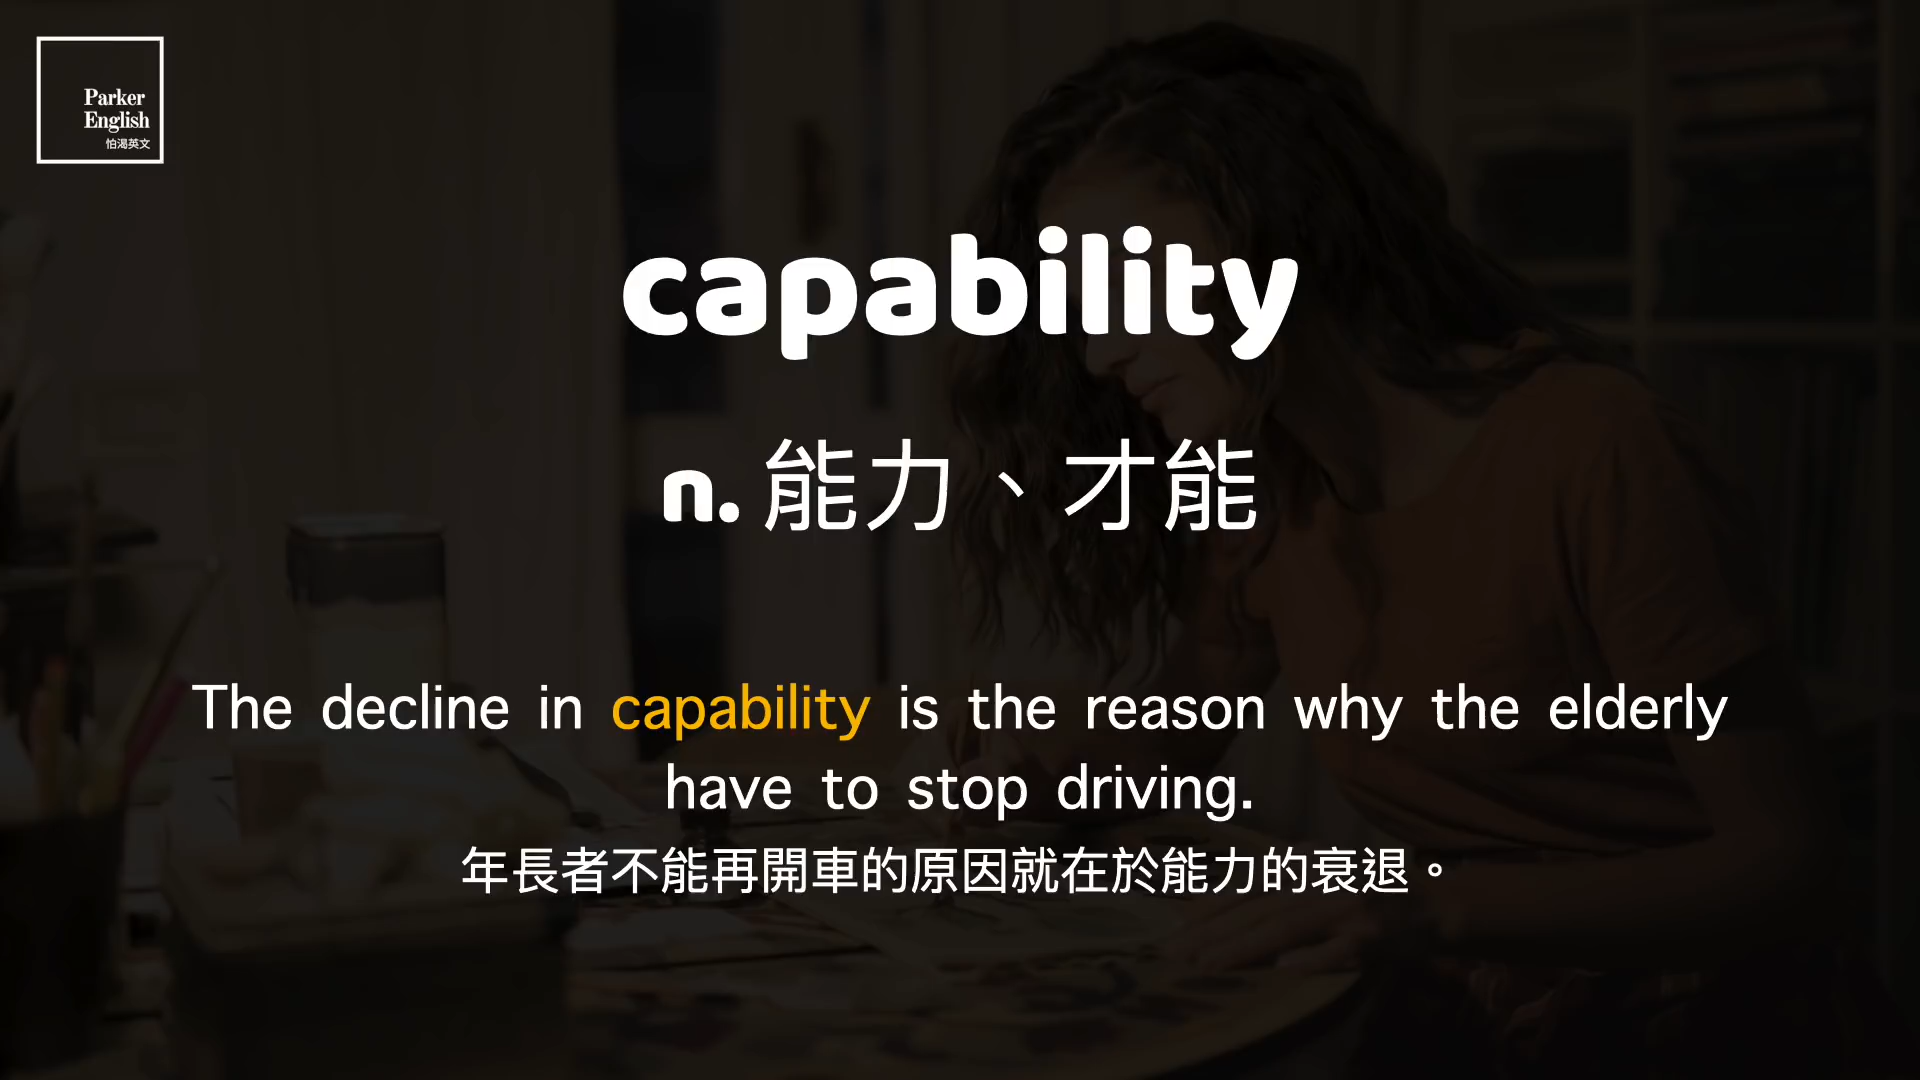 Parker
English
怕渴英文
capability
n. 能力、才能
The decline in capability is the reason why the elderly
have to stop driving.
年長者不能再開車的原因就在於能力的衰退。